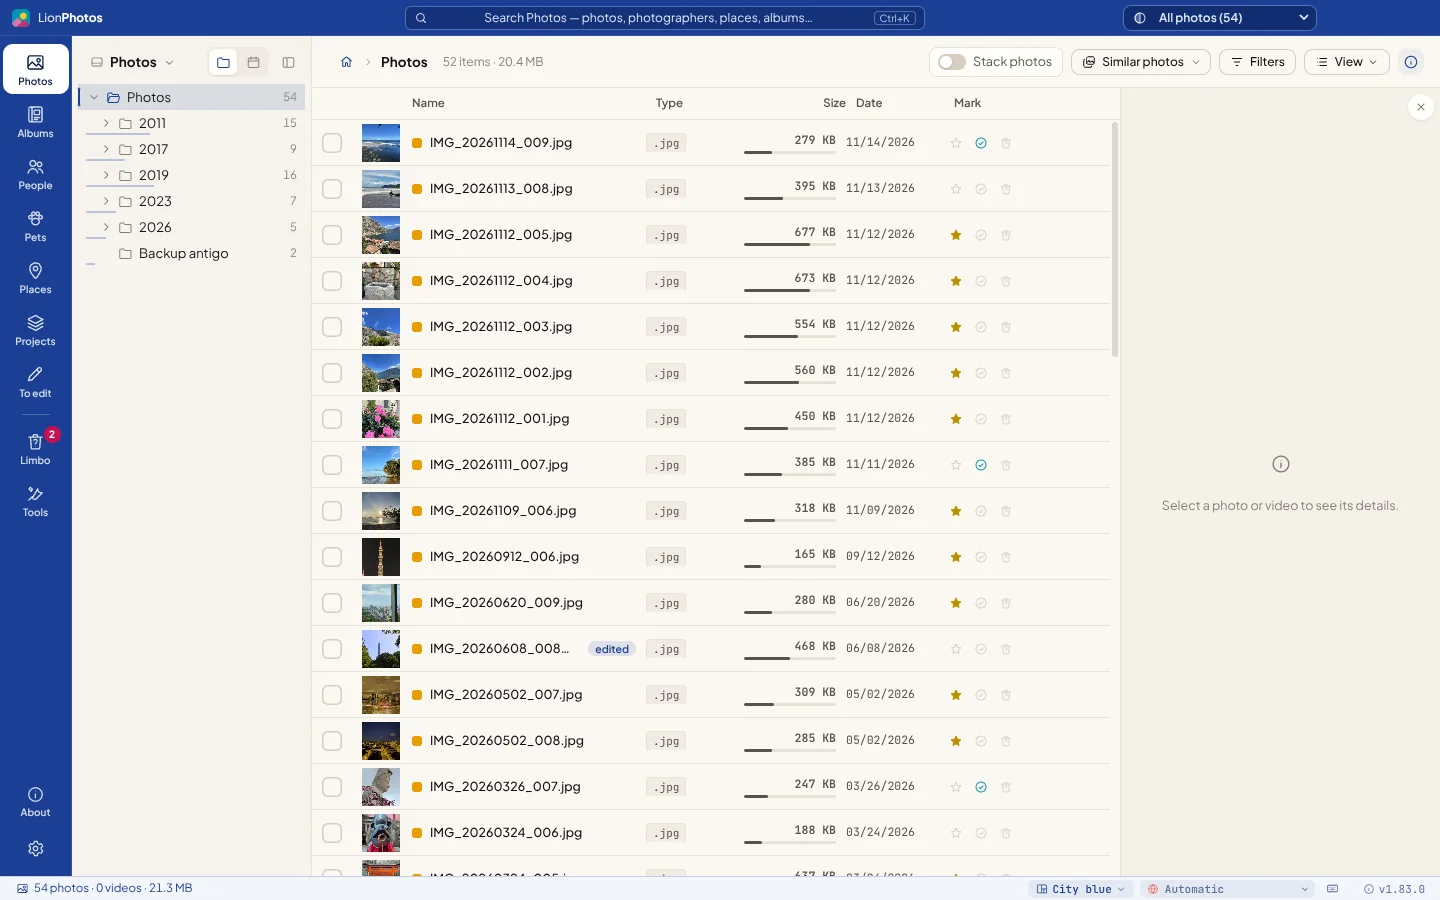 LionPhotos
Search Photos — photos, photographers, places, albums...
Ctrl+K
All photos (54)
Photos
Albums
People
Pets
Places
Projects
To edit
2
Limbo
Tools
About
Photos
Photos 54
2011 15
2017 9
2019 16
2023 7
2026 5
Backup antigo 2
Photos 52 items · 20.4 MB
Stack photos
Similar photos
Filters
View
Name Type Size Date Mark
IMG_20261114_009.jpg .jpg 279 KB 11/14/2026
IMG_20261113_008.jpg .jpg 395 KB 11/13/2026
IMG_20261112_005.jpg .jpg 677 KB 11/12/2026
IMG_20261112_004.jpg .jpg 673 KB 11/12/2026
IMG_20261112_003.jpg .jpg 554 KB 11/12/2026
IMG_20261112_002.jpg .jpg 560 KB 11/12/2026
IMG_20261112_001.jpg .jpg 450 KB 11/12/2026
IMG_20261111_007.jpg .jpg 385 KB 11/11/2026
IMG_20261109_006.jpg .jpg 318 KB 11/09/2026
IMG_20260912_006.jpg .jpg 165 KB 09/12/2026
IMG_20260620_009.jpg .jpg 280 KB 06/20/2026
IMG_20260608_008... edited .jpg 468 KB 06/08/2026
IMG_20260502_007.jpg .jpg 309 KB 05/02/2026
IMG_20260502_008.jpg .jpg 285 KB 05/02/2026
IMG_20260326_007.jpg .jpg 247 KB 03/26/2026
IMG_20260324_006.jpg .jpg 188 KB 03/24/2026
Select a photo or video to see its details.
54 photos · 0 videos · 21.3 MB
City blue
Automatic
v1.83.0